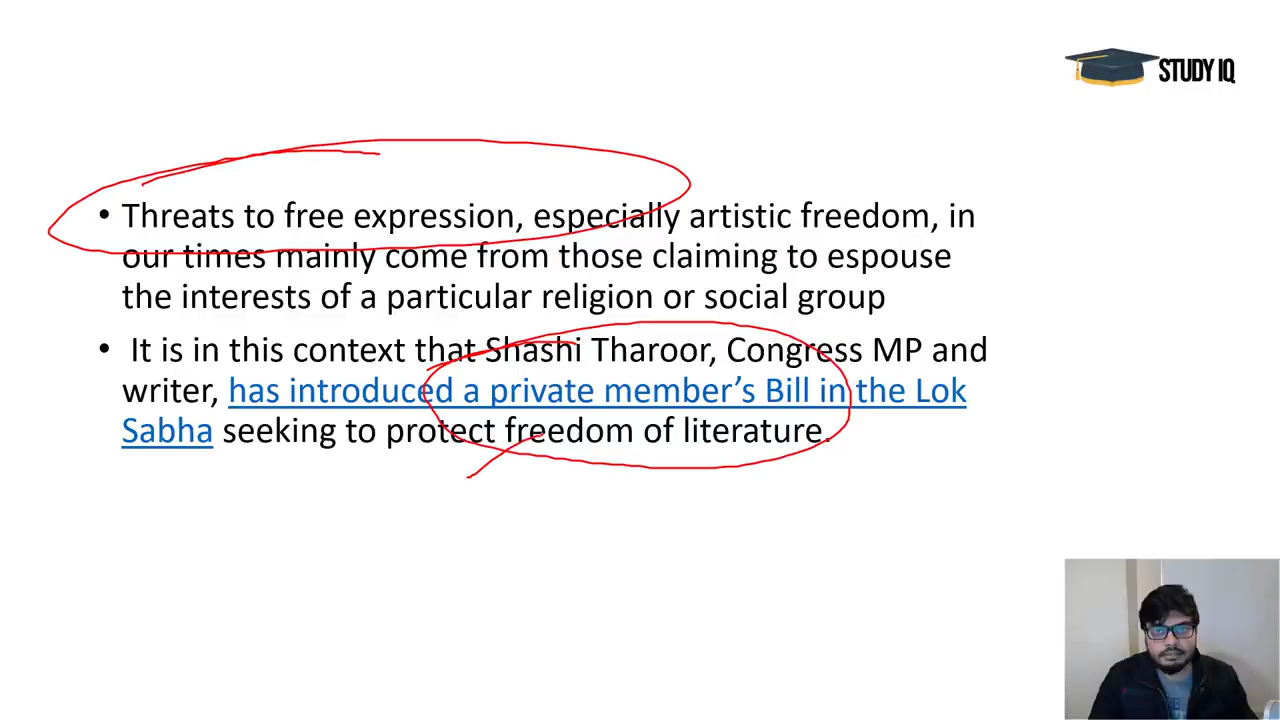 STUDY IQ
• Threats to free expression, especially artistic freedom, in
our times mainly come from those claiming to espouse
the interests of a particular religion or social group
• It is in this context that Shashi Tharoor, Congress MP and
writer, has introduced a private member’s Bill in the Lok
Sabha seeking to protect freedom of literature.